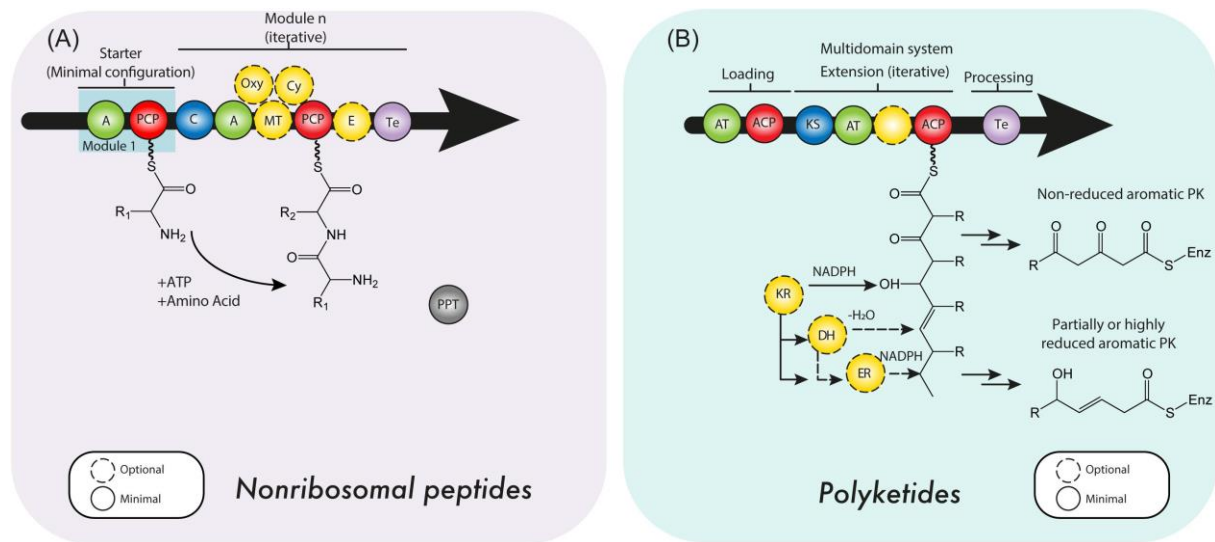 (A)
Module n
(iterative)
Starter
(Minimal configuration)
Oxy
Cy
A
PCP
C
A
MT
PCP
E
Te
Module 1
S
O
R1
NH2
S
O
R2
NH
O
NH2
R1
+ATP
+Amino Acid
PPT
Optional
Minimal
Nonribosomal peptides
(B)
Multidomain system
Loading
Extension (iterative)
Processing
AT
ACP
KS
AT
ACP
Te
S
O
R
O
R
OH
R
R
KR
NADPH
DH
-H2O
ER
NADPH
Non-reduced aromatic PK
O
O
O
R
S
Enz
Partially or highly
reduced aromatic PK
OH
O
R
S
Enz
Optional
Minimal
Polyketides